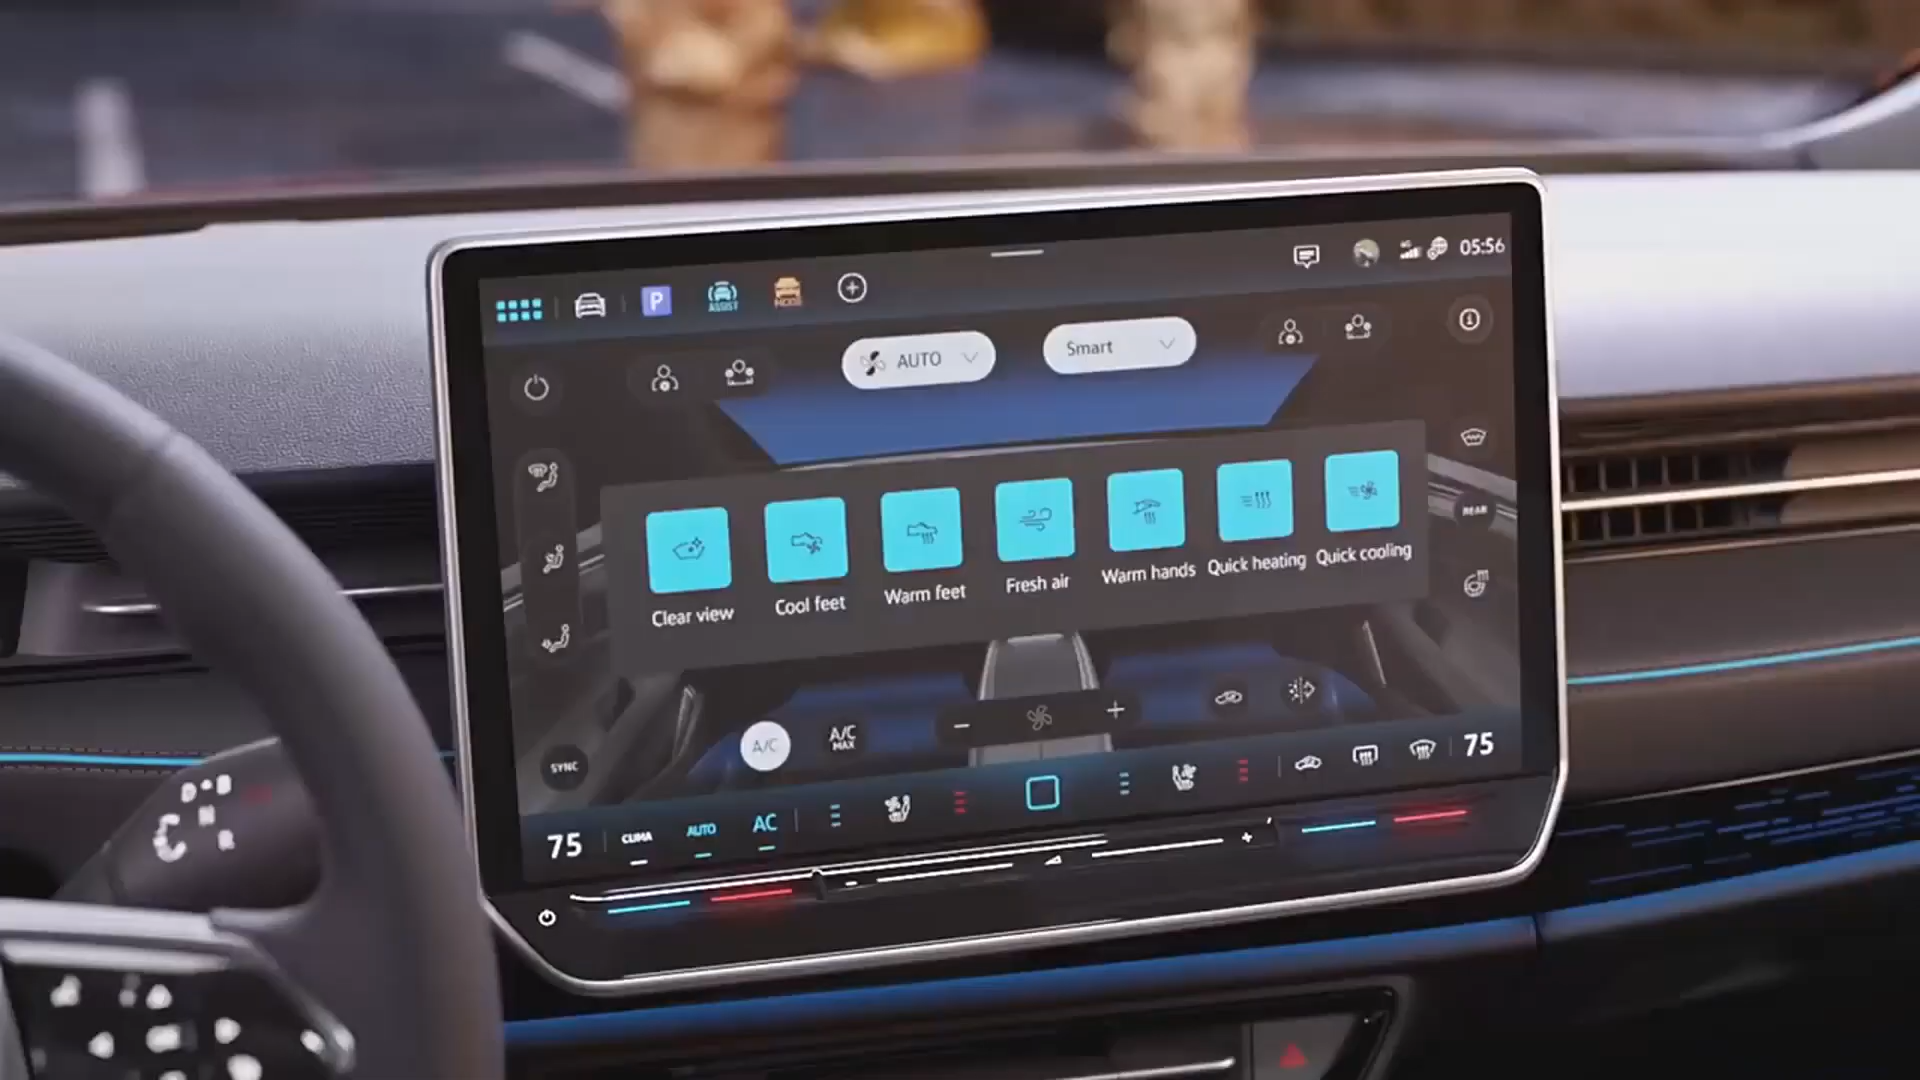 05:56
P
ASSIST
AUTO
Smart
Clear view
Cool feet
Warm feet
Fresh air
Warm hands
Quick heating
Quick cooling
REAR
SYNC
A/C
A/C
MAX
− +
75
CLIMA
AUTO
AC
75
- +
D B
N
R